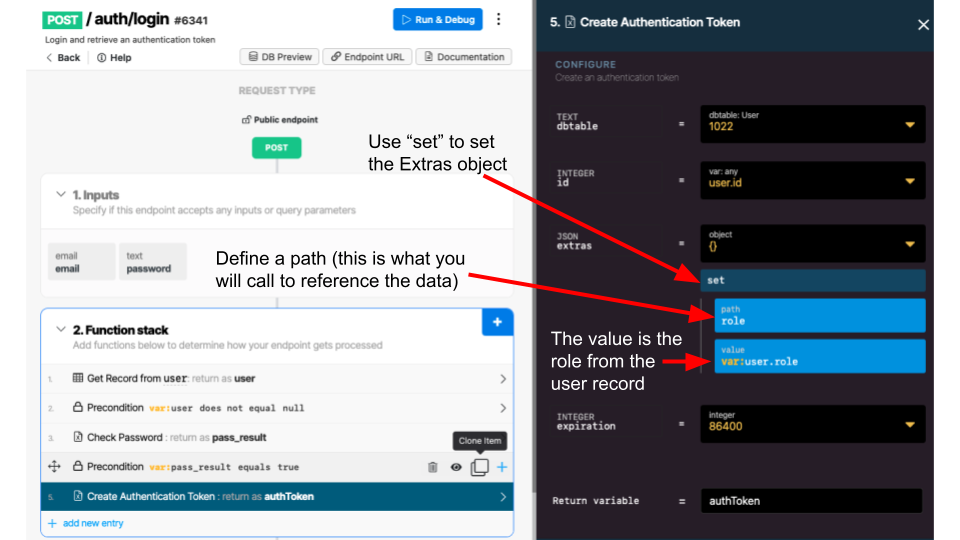 POST / auth/login #6341
Run & Debug
Login and retrieve an authentication token
Back
Help
DB Preview
Endpoint URL
Documentation
REQUEST TYPE
Public endpoint
POST
Use “set” to set
the Extras object
1. Inputs
Specify if this endpoint accepts any inputs or query parameters
email
email
text
password
Define a path (this is what you
will call to reference the data)
2. Function stack
Add functions below to determine how your endpoint gets processed
+
1. Get Record from user: return as user
2. Precondition var:user does not equal null
3. Check Password : return as pass_result
Clone Item
Precondition var:pass_result equals true
5. Create Authentication Token : return as authToken
+ add new entry
5. Create Authentication Token
CONFIGURE
Create an authentication token
TEXT
dbtable
=
dbtable: User
1022
INTEGER
id
=
var: any
user.id
JSON
extras
=
object
{}
set
path
role
The value is the
role from the
user record
value
var:user.role
INTEGER
expiration
=
integer
86400
Return variable = authToken